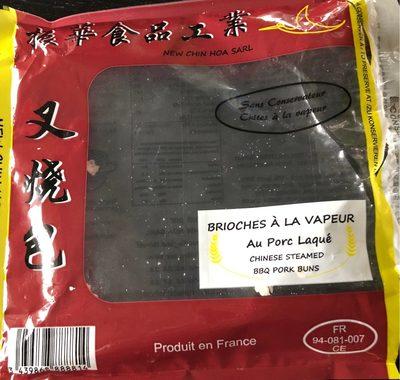 振華食品工業
NEW CHIN HOA SARL
Sans Conservateur
Cuites à la vapeur
叉燒包
BRIOCHES À LA VAPEUR
Au Porc Laqué
CHINESE STEAMED
BBQ PORK BUNS
Produit en France
FR
94-081-007
CE